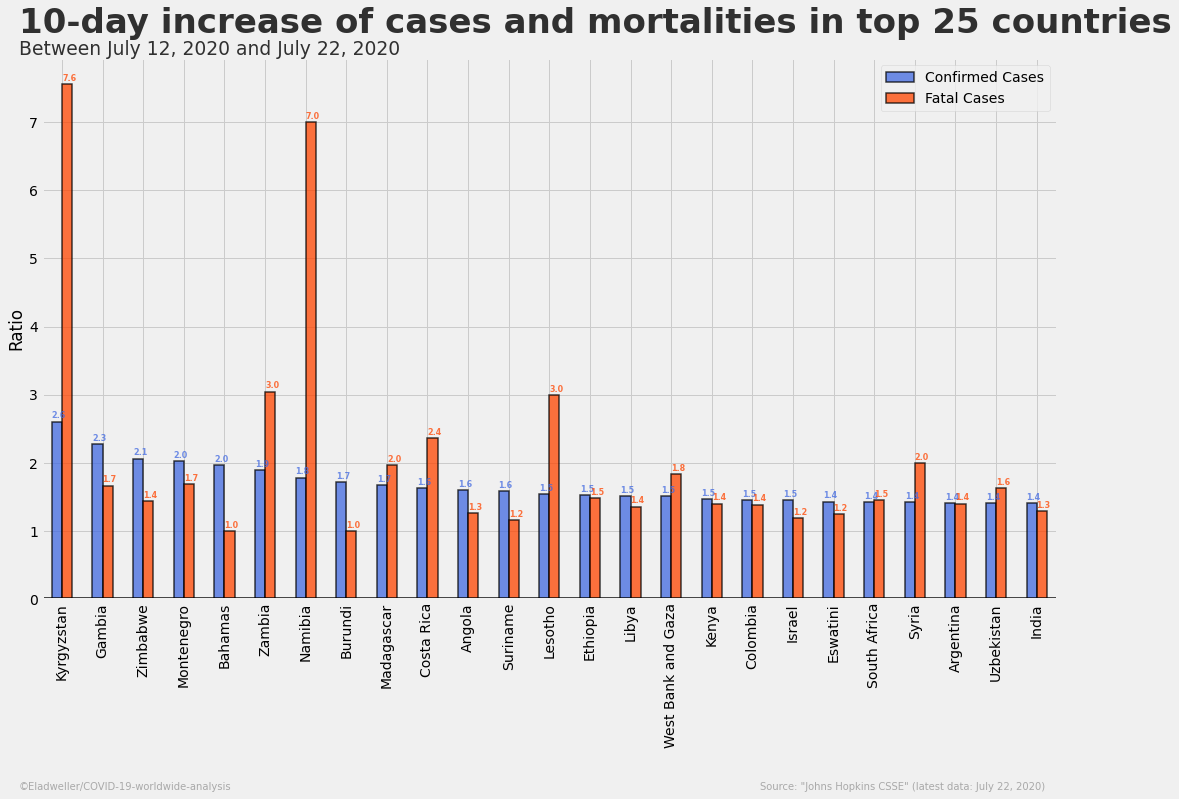 10-day increase of cases and mortalities in top 25 countries
Between July 12, 2020 and July 22, 2020
Confirmed Cases
Fatal Cases
Ratio
7
6
5
4
3
2
1
0
7.6
2.3
1.7
2.1
1.4
2.0
1.7
2.0
1.0
3.0
1.8
7.0
1.7
1.0
2.0
2.4
1.6
1.3
1.6
1.2
3.0
1.5
1.5
1.5
1.4
1.8
1.5
1.4
1.5
1.4
1.5
1.2
1.4
1.2
1.4
1.5
2.0
1.4
1.4
1.6
1.4
1.3
Kyrgyzstan
Gambia
Zimbabwe
Montenegro
Bahamas
Zambia
Namibia
Burundi
Madagascar
Costa Rica
Angola
Suriname
Lesotho
Ethiopia
Libya
West Bank and Gaza
Kenya
Colombia
Israel
Eswatini
South Africa
Syria
Argentina
Uzbekistan
India
©Eladweller/COVID-19-worldwide-analysis
Source: "Johns Hopkins CSSE" (latest data: July 22, 2020)